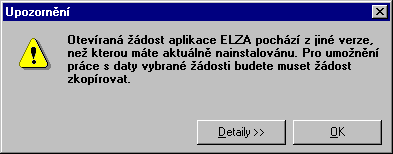 Upozornění
Otevíraná žádost aplikace ELZA pochází z jiné verze,
než kterou máte aktuálně nainstalovánu. Pro umožnění
práce s daty vybrané žádosti budete muset žádost
zkopírovat.
Detaily >>
OK